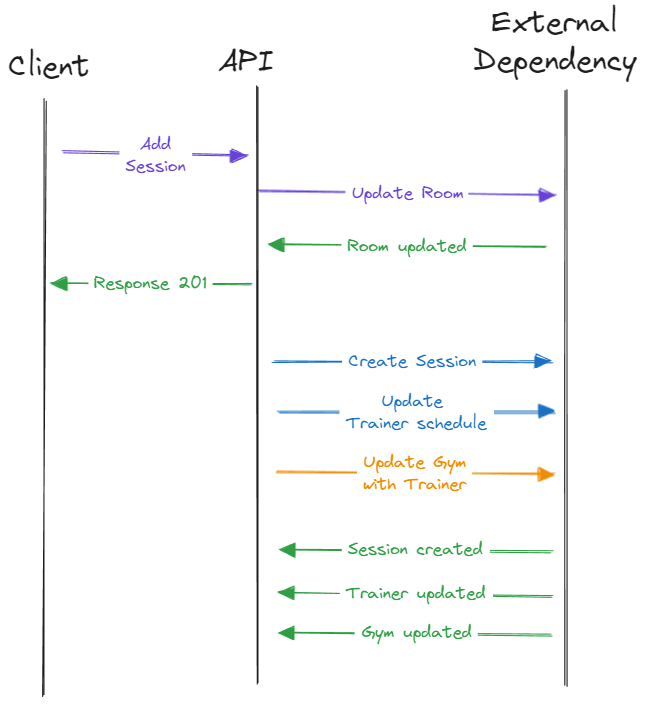 Client
API
External
Dependency
Add
Session
Update Room
Room updated
Response 201
Create Session
Update
Trainer schedule
Update Gym
with Trainer
Session created
Trainer updated
Gym updated